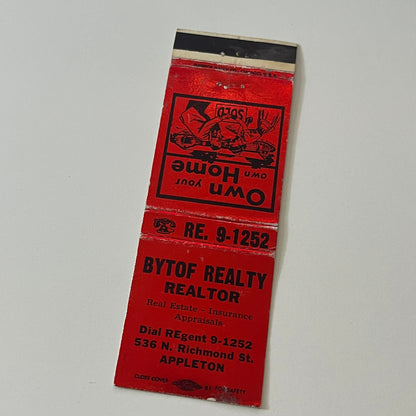 SOLD
Own your
own Home
RE. 9-1252
BYTOF REALTY
REALTOR
Real Estate - Insurance
Appraisals
Dial REgent 9-1252
536 N. Richmond St.
APPLETON
CLOSE COVER FOR SAFETY